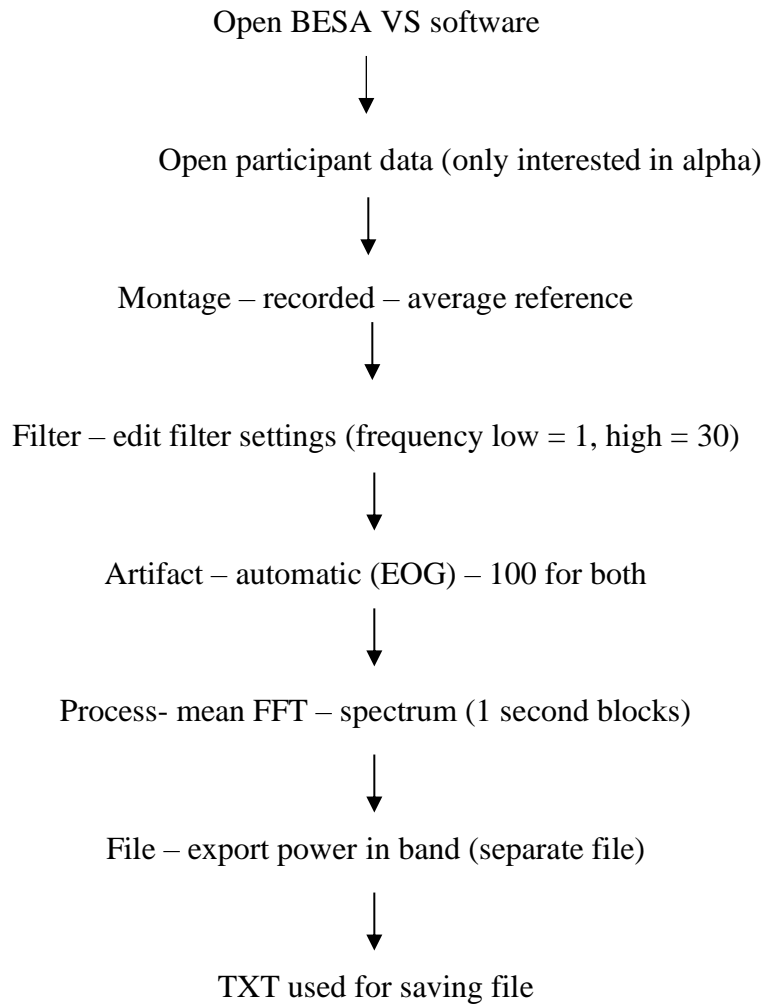 Open BESA VS software
Open participant data (only interested in alpha)
Montage – recorded – average reference
Filter – edit filter settings (frequency low = 1, high = 30)
Artifact – automatic (EOG) – 100 for both
Process- mean FFT – spectrum (1 second blocks)
File – export power in band (separate file)
TXT used for saving file